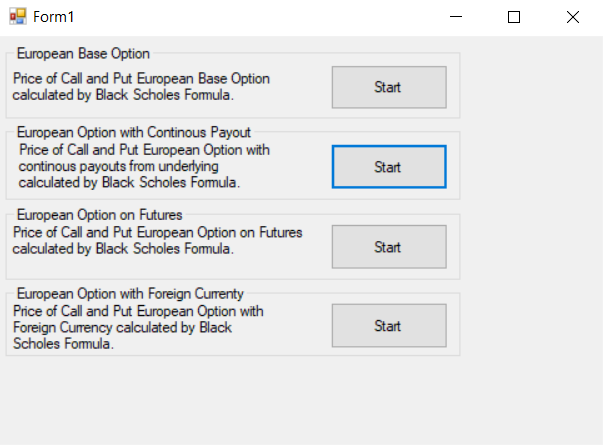 Form1
European Base Option
Price of Call and Put European Base Option
calculated by Black Scholes Formula.
Start
European Option with Continous Payout
Price of Call and Put European Option with
continous payouts from underlying
calculated by Black Scholes Formula.
Start
European Option on Futures
Price of Call and Put European Option on Futures
calculated by Black Scholes Formula.
Start
European Option with Foreign Currenty
Price of Call and Put European Option with
Foreign Currency calculated by Black
Scholes Formula.
Start